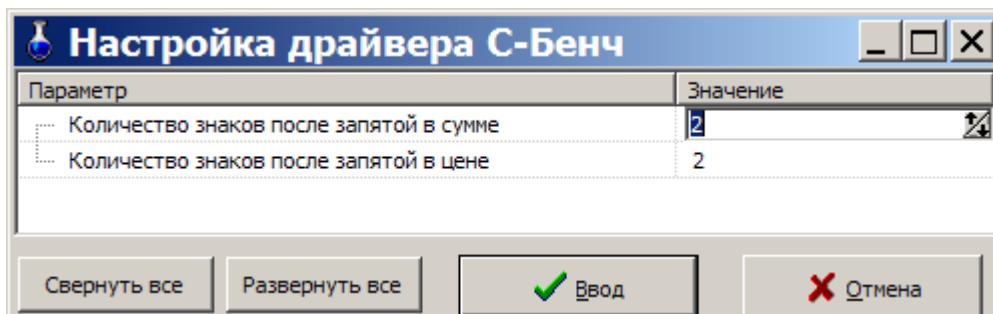 Настройка драйвера С-Бенч
Параметр Значение
Количество знаков после запятой в сумме 2
Количество знаков после запятой в цене 2
Свернуть все Развернуть все Ввод Отмена